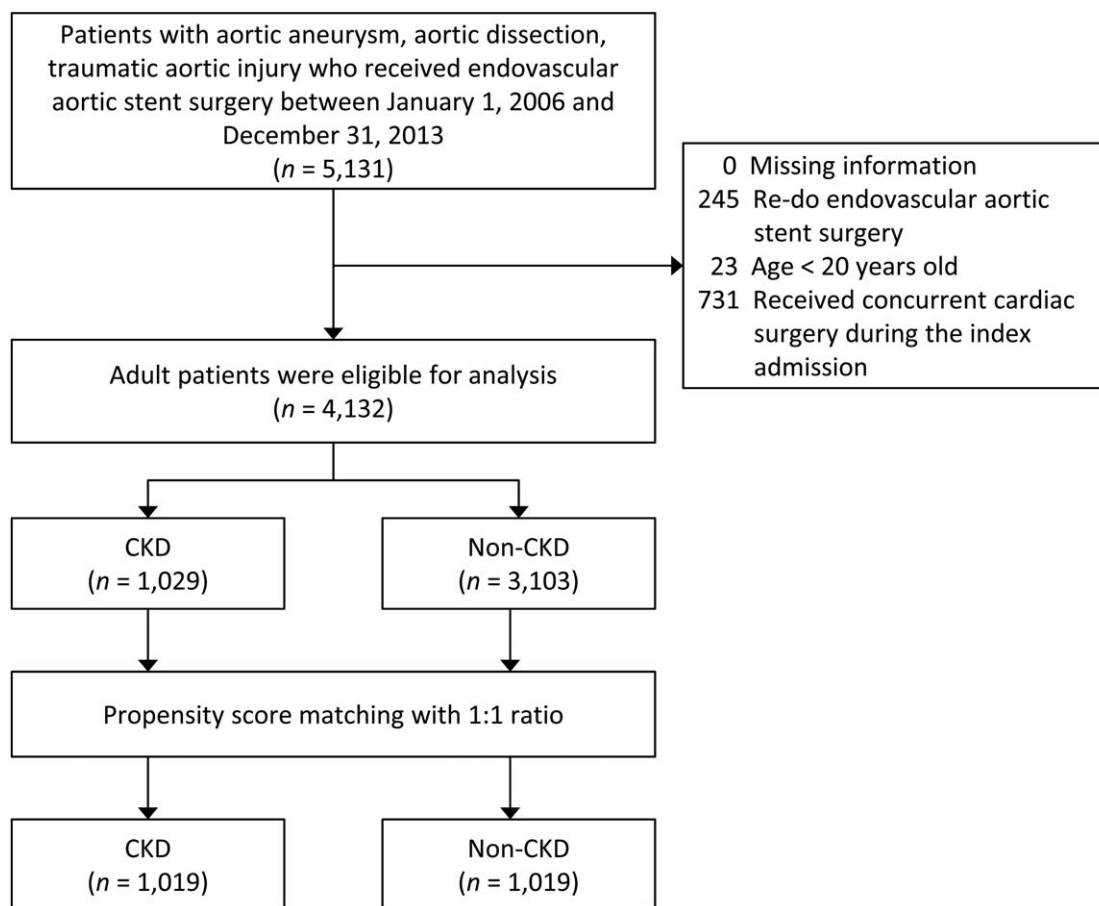 Patients with aortic aneurysm, aortic dissection,
traumatic aortic injury who received endovascular
aortic stent surgery between January 1, 2006 and
December 31, 2013
(n = 5,131)
0 Missing information
245 Re-do endovascular aortic
stent surgery
23 Age < 20 years old
731 Received concurrent cardiac
surgery during the index
admission
Adult patients were eligible for analysis
(n = 4,132)
CKD
(n = 1,029)
Non-CKD
(n = 3,103)
Propensity score matching with 1:1 ratio
CKD
(n = 1,019)
Non-CKD
(n = 1,019)